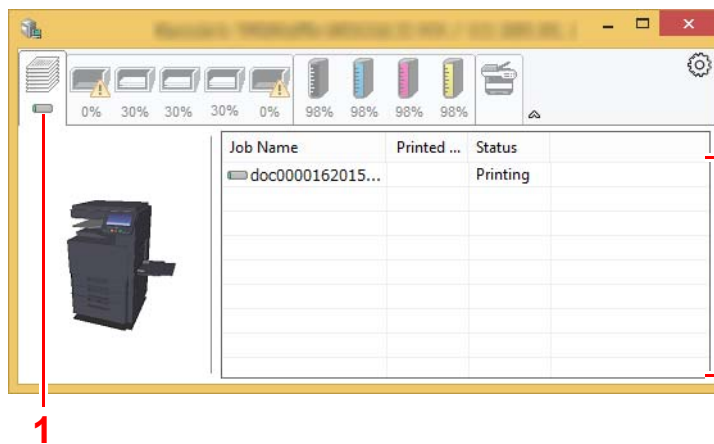 0% 30% 30% 30% 0% 98% 98% 98% 98%
Job Name Printed ... Status
doc0000162015... Printing
1